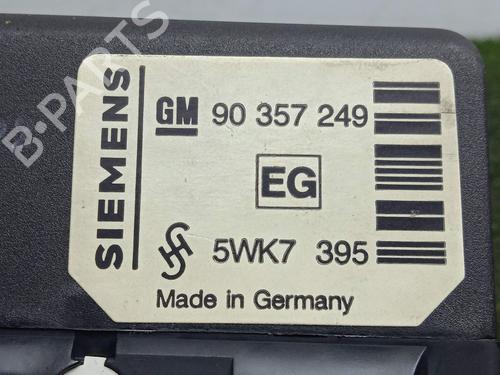 B-PARTS
SIEMENS
GM 90 357 249
EG
5WK7 395
Made in Germany